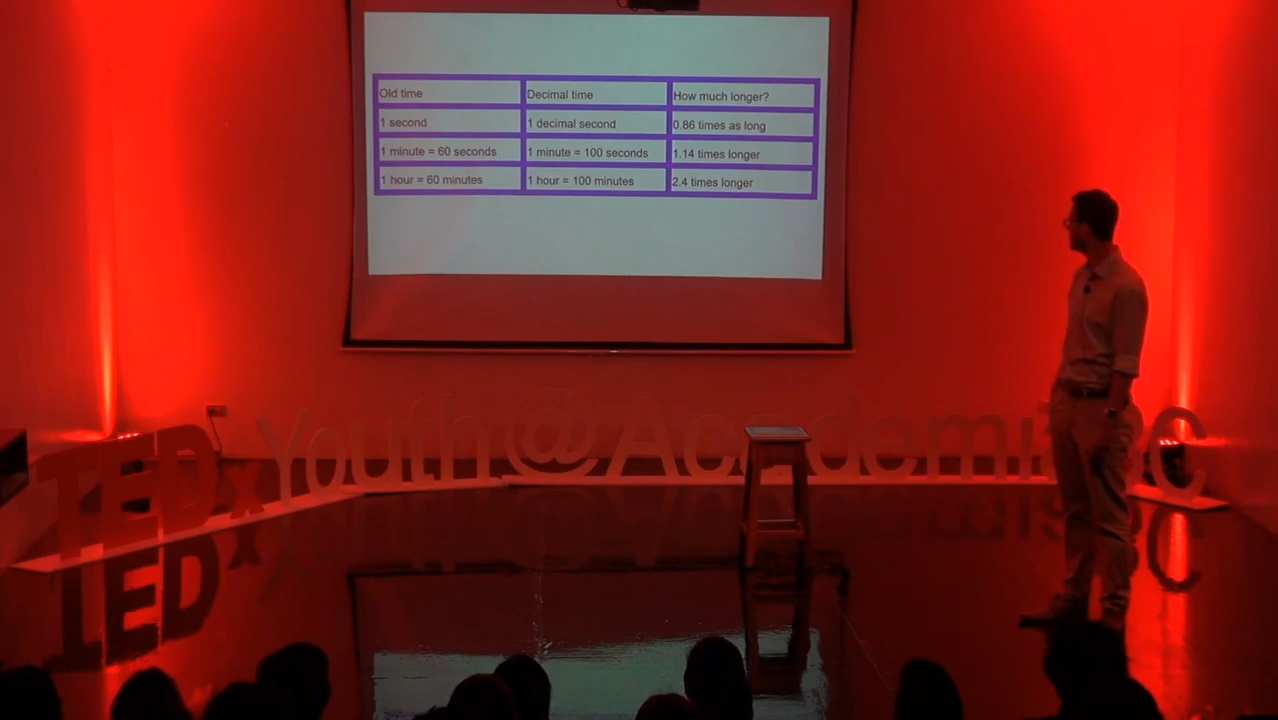 Old time Decimal time How much longer?
1 second 1 decimal second 0.86 times as long
1 minute = 60 seconds 1 minute = 100 seconds 1.14 times longer
1 hour = 60 minutes 1 hour = 100 minutes 2.4 times longer
TEDxYouth@Academi
C